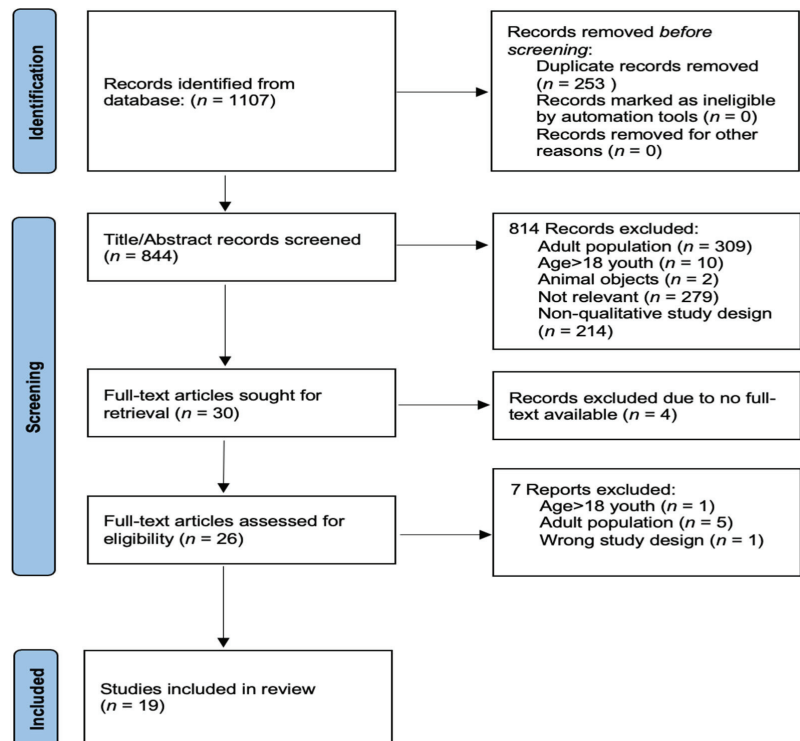 Identification
Records identified from
database: (n = 1107)
Records removed before
screening:
Duplicate records removed
(n = 253 )
Records marked as ineligible
by automation tools (n = 0)
Records removed for other
reasons (n = 0)
Screening
Title/Abstract records screened
(n = 844)
814 Records excluded:
Adult population (n = 309)
Age>18 youth (n = 10)
Animal objects (n = 2)
Not relevant (n = 279)
Non-qualitative study design
(n = 214)
Full-text articles sought for
retrieval (n = 30)
Records excluded due to no full-
text available (n = 4)
Full-text articles assessed for
eligibility (n = 26)
7 Reports excluded:
Age>18 youth (n = 1)
Adult population (n = 5)
Wrong study design (n = 1)
Included
Studies included in review
(n = 19)